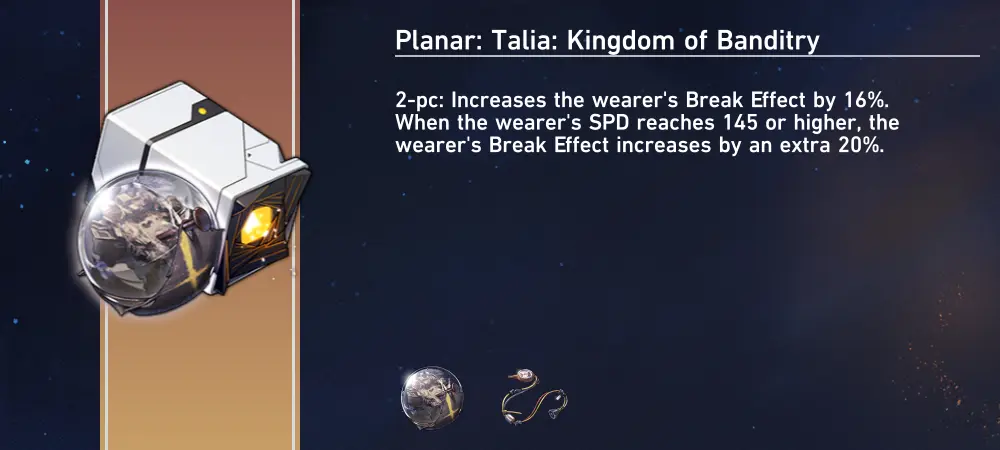 Planar: Talia: Kingdom of Banditry
2-pc: Increases the wearer's Break Effect by 16%.
When the wearer's SPD reaches 145 or higher, the
wearer's Break Effect increases by an extra 20%.